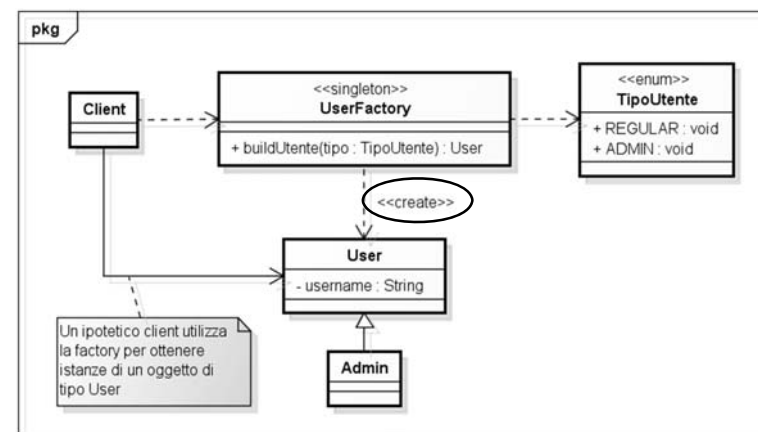 pkg
Client
<<singleton>>
UserFactory
+ buildUtente(tipo : TipoUtente) : User
<<enum>>
TipoUtente
+ REGULAR : void
+ ADMIN : void
<<create>>
User
- username : String
Un ipotetico client utilizza
la factory per ottenere
istanze di un oggetto di
tipo User
Admin